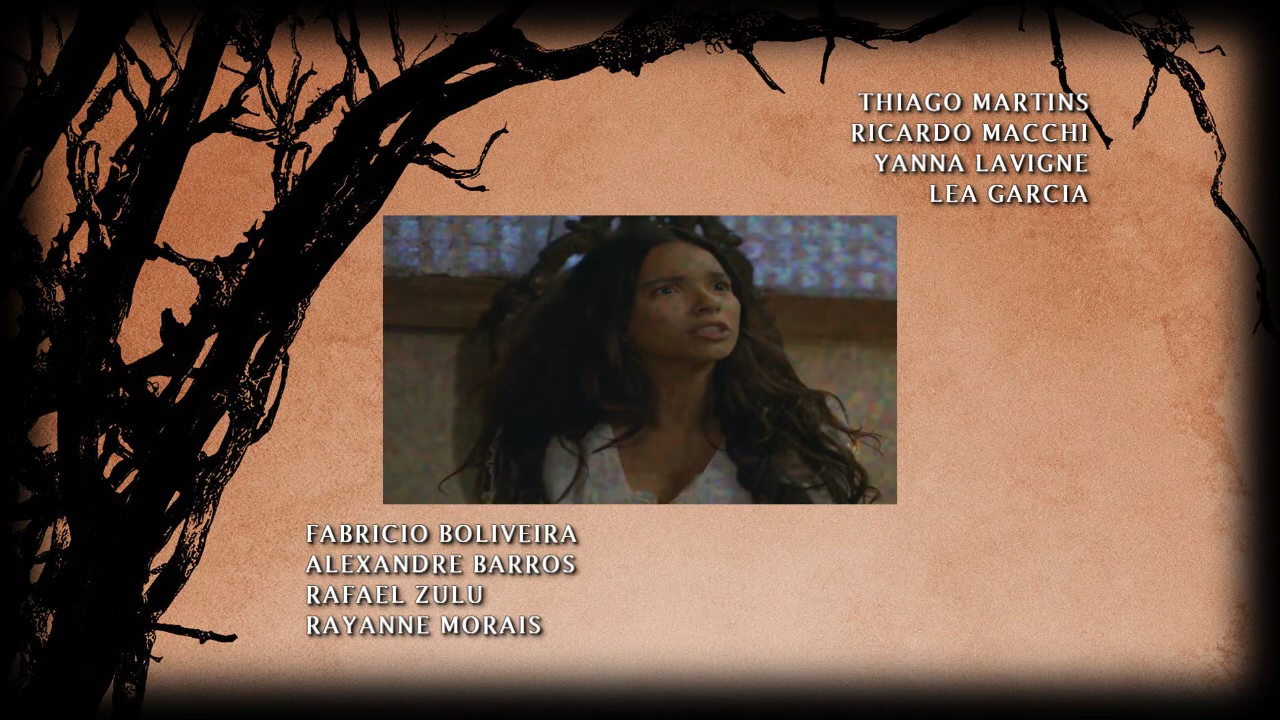 THIAGO MARTINS
RICARDO MACCHI
YANNA LAVIGNE
LEA GARCIA
FABRICIO BOLIVEIRA
ALEXANDRE BARROS
RAFAEL ZULU
RAYANNE MORAIS